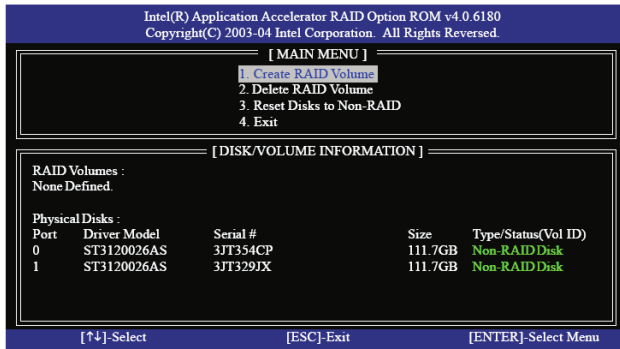 Intel(R) Application Accelerator RAID Option ROM v4.0.6180
Copyright(C) 2003-04 Intel Corporation. All Rights Reversed.
[ MAIN MENU ]
1. Create RAID Volume
2. Delete RAID Volume
3. Reset Disks to Non-RAID
4. Exit
[ DISK/VOLUME INFORMATION ]
RAID Volumes :
None Defined.
Physical Disks :
Port Driver Model Serial # Size Type/Status(Vol ID)
0 ST3120026AS 3JT354CP 111.7GB Non-RAID Disk
1 ST3120026AS 3JT329JX 111.7GB Non-RAID Disk
[↑↓]-Select [ESC]-Exit [ENTER]-Select Menu